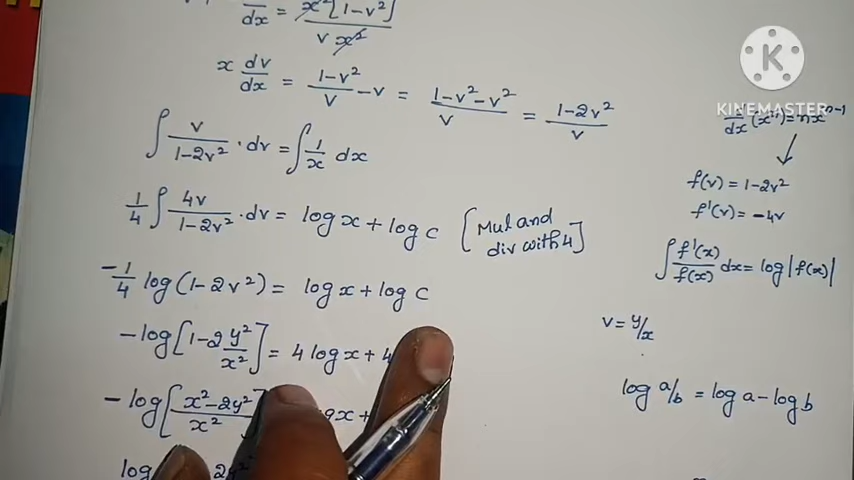 dx = x²[1-v²] / v x²
x dv/dx = 1-v²/v - v = 1-v²-v²/v = 1-2v²/v
∫ v/1-2v² · dv = ∫ 1/x dx
1/4 ∫ 4v/1-2v² · dv = log x + log c [Mul and div with 4]
-1/4 log(1-2v²) = log x + log c
-log[1-2 y²/x²] = 4 log x + 4
-log[x²-2y²/x²] log x +
log 2y²
K
KINEMASTER
d/dx (xⁿ) = nxⁿ⁻¹
f(v) = 1-2v²
f'(v) = -4v
∫ f'(x)/f(x) dx = log|f(x)|
v = y/x
log a/b = log a - log b